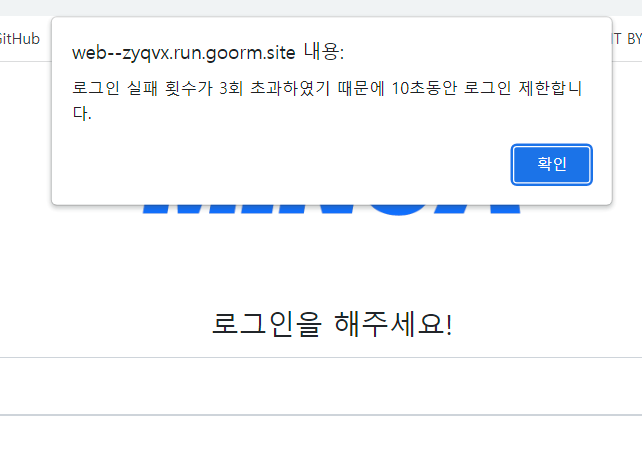 GitHub
IT BY
web--zyqvx.run.goorm.site 내용:
로그인 실패 횟수가 3회 초과하였기 때문에 10초동안 로그인 제한합니
다.
확인
로그인을 해주세요!